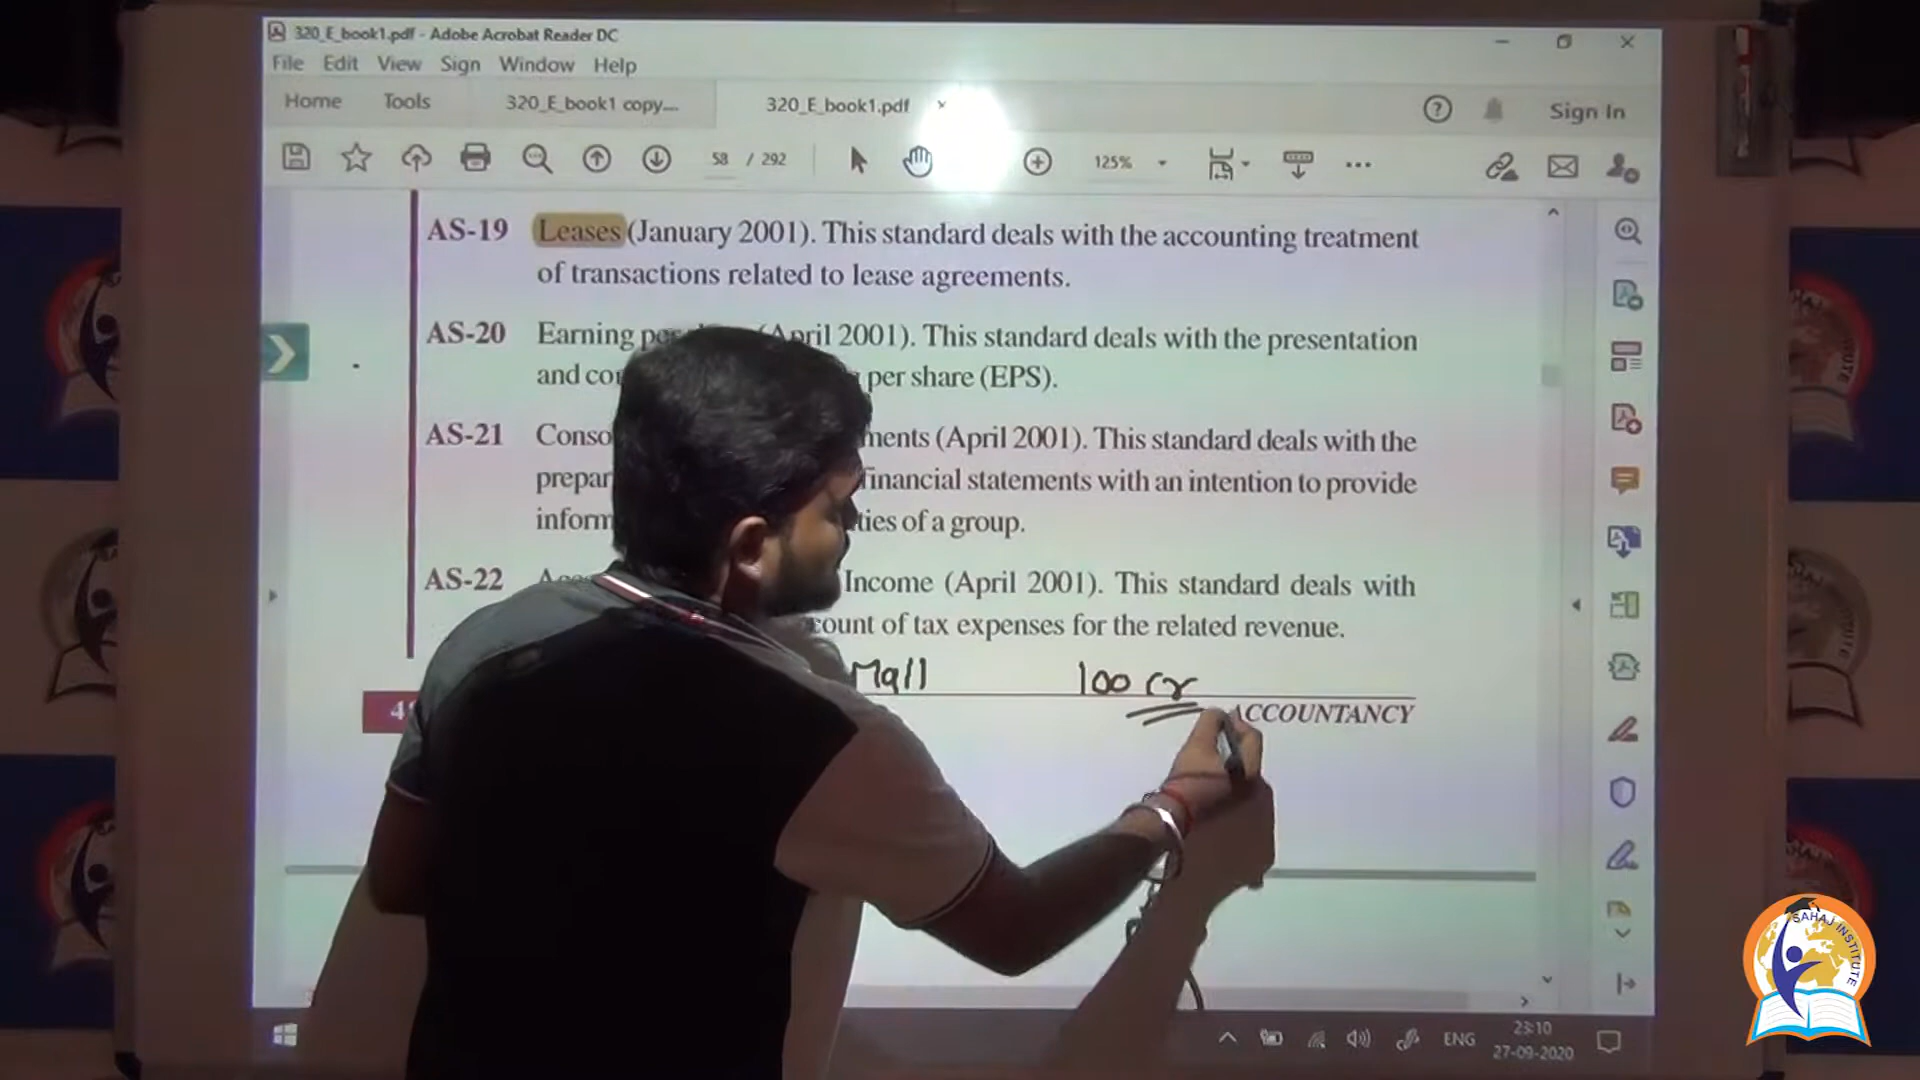 320_E_book1.pdf - Adobe Acrobat Reader DC
File Edit View Sign Window Help
Home Tools 320_E_book1 copy.... 320_E_book1.pdf × Sign In
58 / 292 125%
AS-19 Leases (January 2001). This standard deals with the accounting treatment
of transactions related to lease agreements.
AS-20 Earning pe April 2001). This standard deals with the presentation
and co per share (EPS).
AS-21 Conso ments (April 2001). This standard deals with the
prepar financial statements with an intention to provide
inform ties of a group.
AS-22 Income (April 2001). This standard deals with
count of tax expenses for the related revenue.
Mall 100 Cr
4 ACCOUNTANCY
ENG 23:10
27-09-2020
SAHAJ INSTITUTE